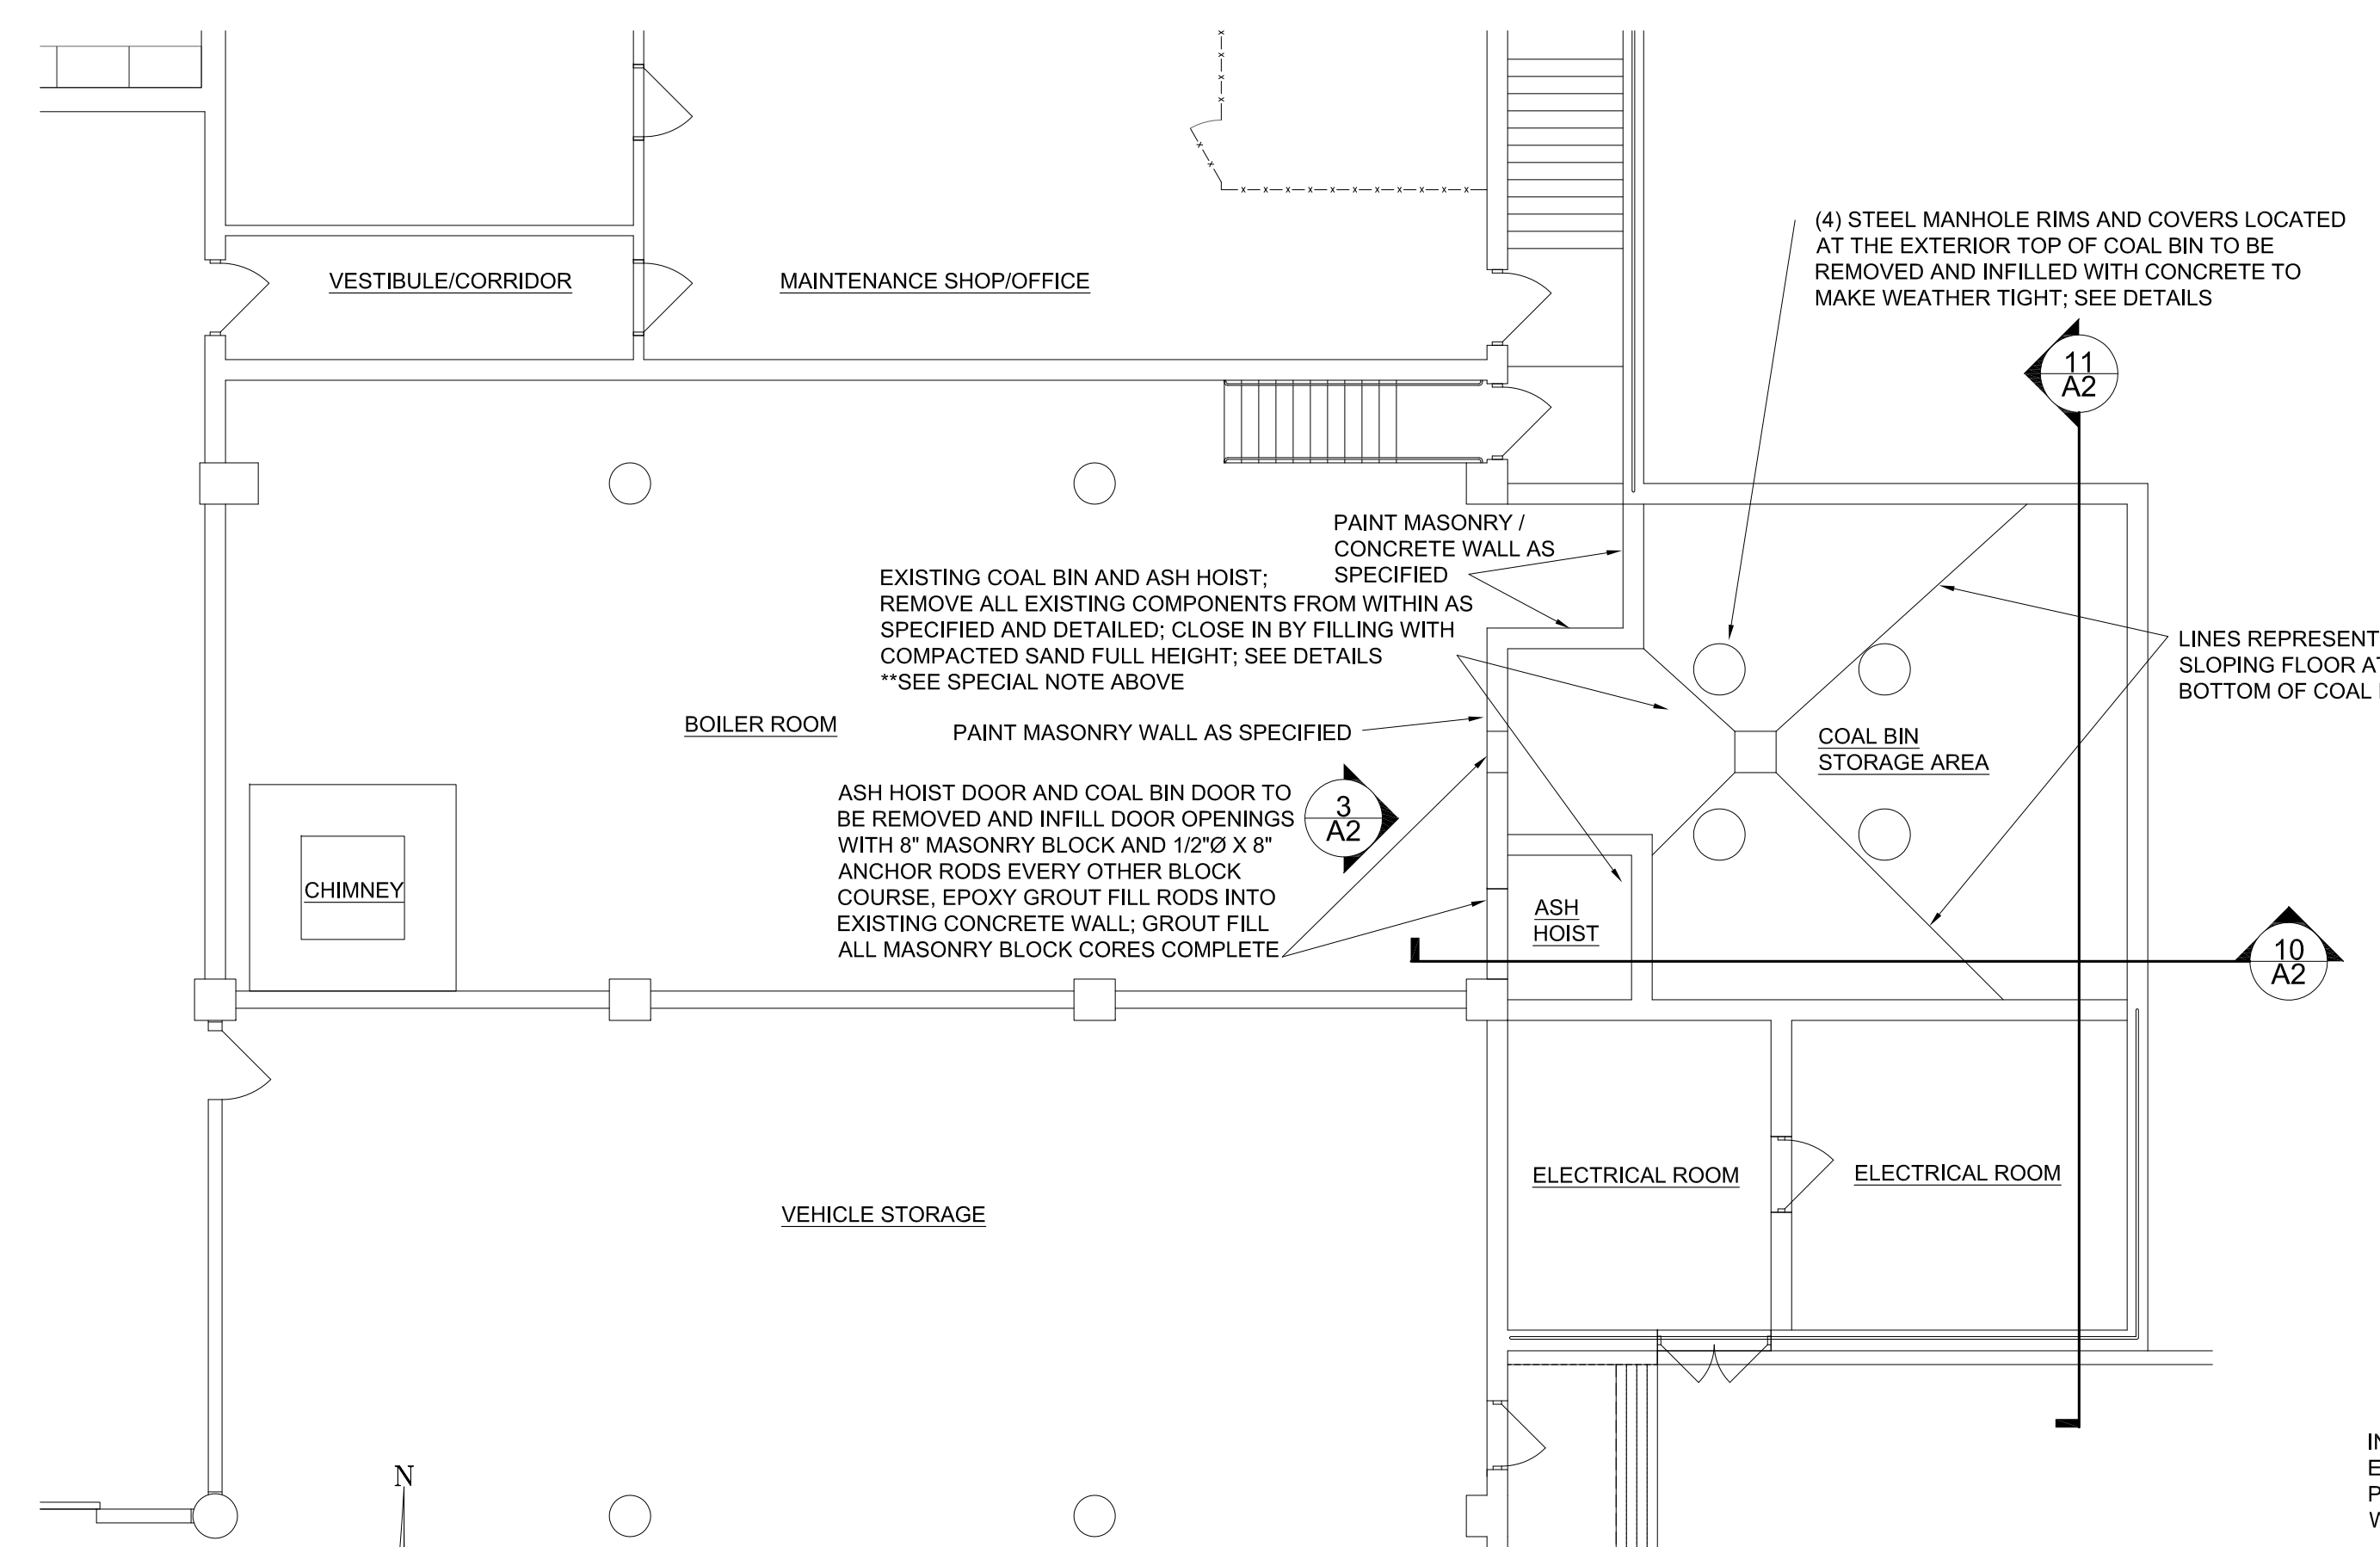 VESTIBULE/CORRIDOR
MAINTENANCE SHOP/OFFICE
(4) STEEL MANHOLE RIMS AND COVERS LOCATED
AT THE EXTERIOR TOP OF COAL BIN TO BE
REMOVED AND INFILLED WITH CONCRETE TO
MAKE WEATHER TIGHT; SEE DETAILS
11
A2
PAINT MASONRY /
CONCRETE WALL AS
SPECIFIED
EXISTING COAL BIN AND ASH HOIST;
REMOVE ALL EXISTING COMPONENTS FROM WITHIN AS
SPECIFIED AND DETAILED; CLOSE IN BY FILLING WITH
COMPACTED SAND FULL HEIGHT; SEE DETAILS
**SEE SPECIAL NOTE ABOVE
LINES REPRESENT
SLOPING FLOOR AT
BOTTOM OF COAL
BOILER ROOM
PAINT MASONRY WALL AS SPECIFIED
COAL BIN
STORAGE AREA
ASH HOIST DOOR AND COAL BIN DOOR TO
BE REMOVED AND INFILL DOOR OPENINGS
WITH 8" MASONRY BLOCK AND 1/2"Ø X 8"
ANCHOR RODS EVERY OTHER BLOCK
COURSE, EPOXY GROUT FILL RODS INTO
EXISTING CONCRETE WALL; GROUT FILL
ALL MASONRY BLOCK CORES COMPLETE
3
A2
CHIMNEY
ASH
HOIST
10
A2
ELECTRICAL ROOM
ELECTRICAL ROOM
VEHICLE STORAGE
N